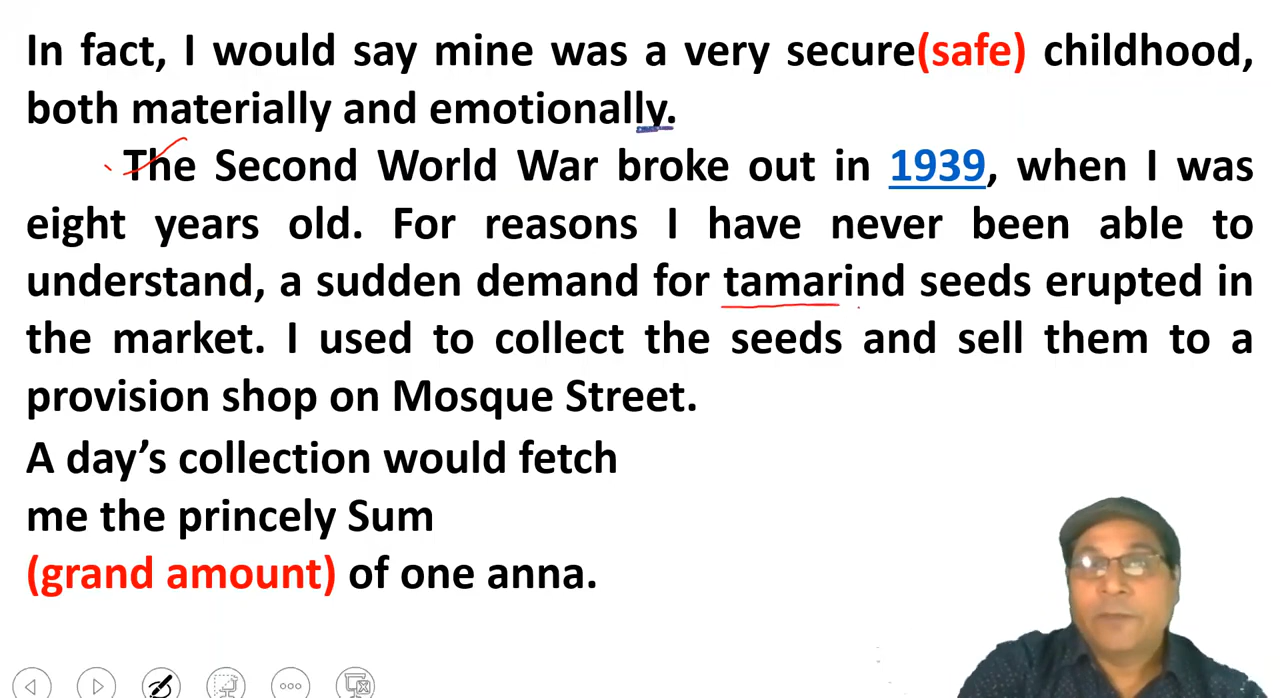 In fact, I would say mine was a very secure(safe) childhood,
both materially and emotionally.
The Second World War broke out in 1939, when I was
eight years old. For reasons I have never been able to
understand, a sudden demand for tamarind seeds erupted in
the market. I used to collect the seeds and sell them to a
provision shop on Mosque Street.
A day’s collection would fetch
me the princely Sum
(grand amount) of one anna.